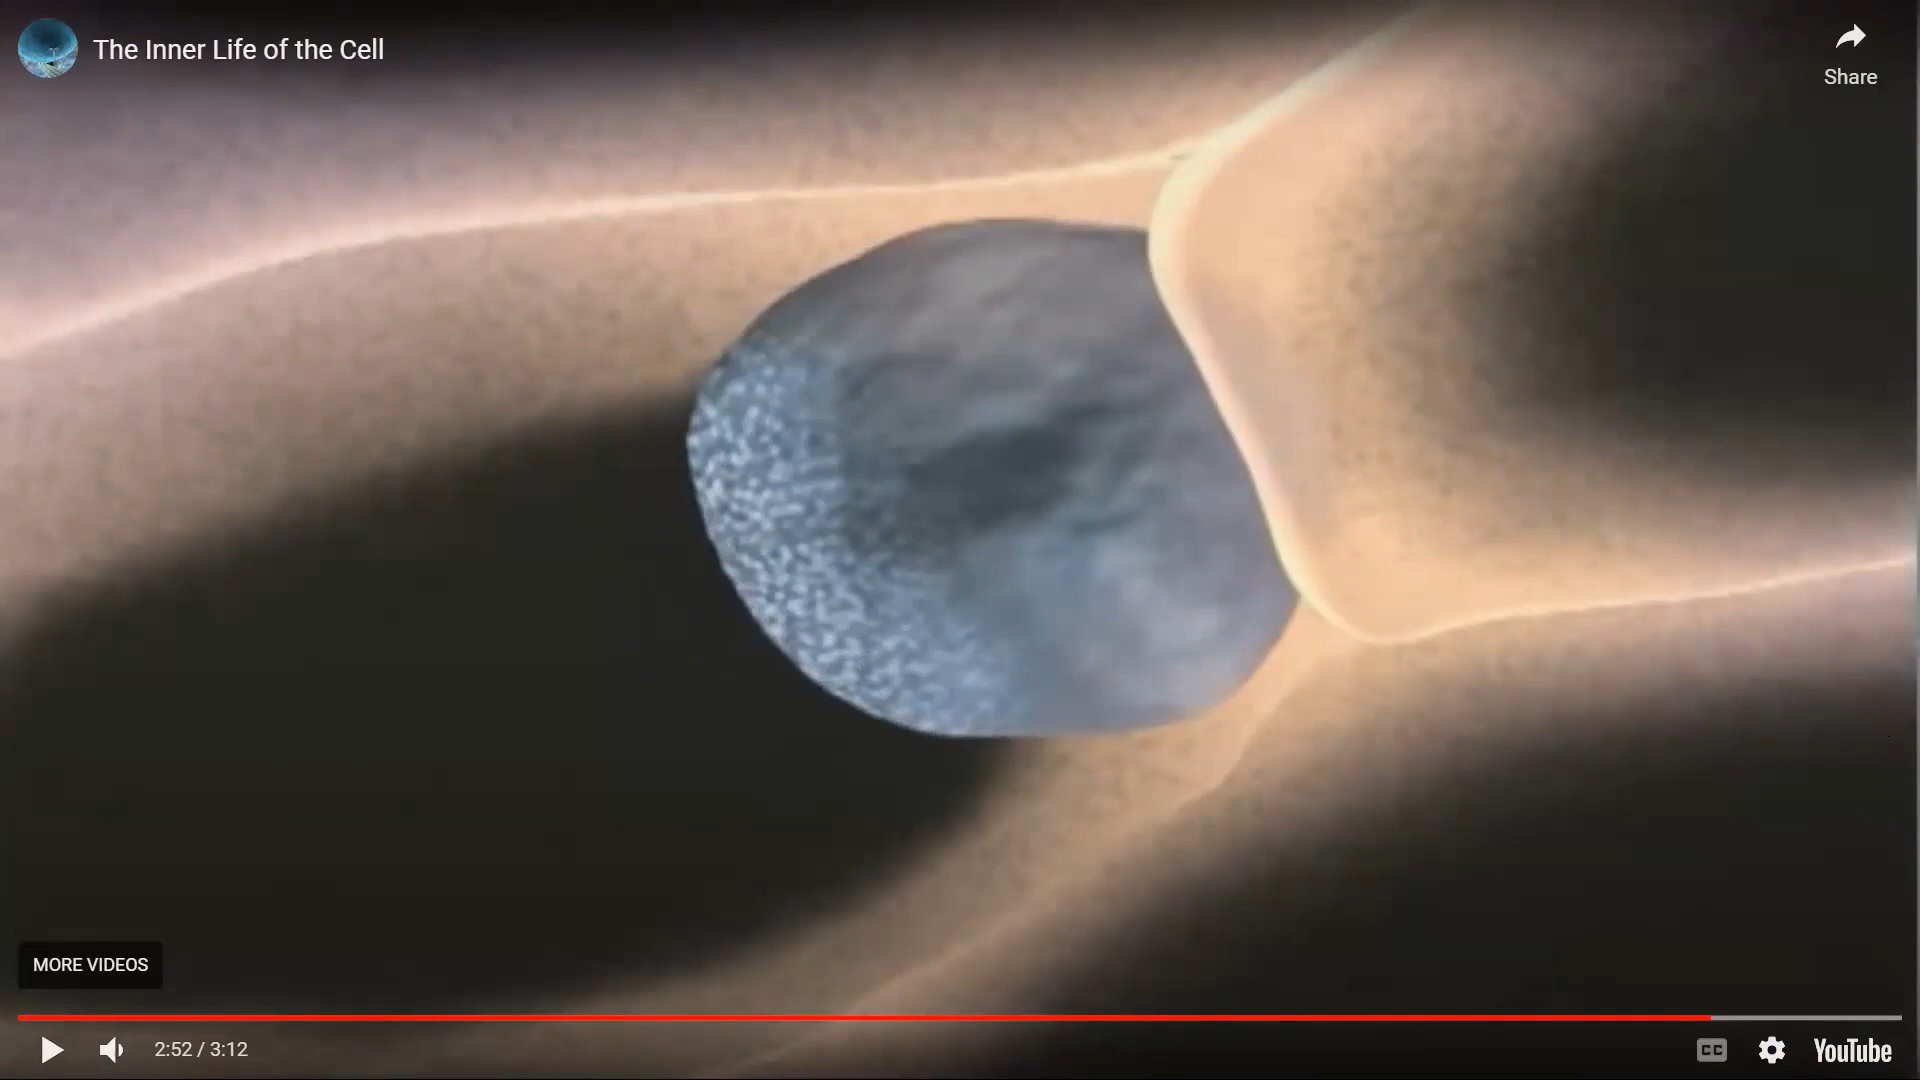 The Inner Life of the Cell
Share
MORE VIDEOS
2:52 / 3:12
CC
YouTube